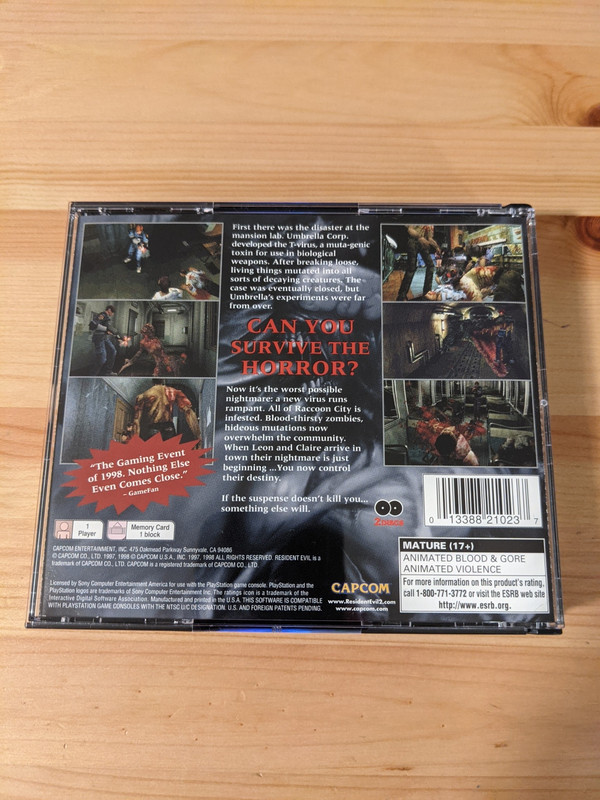 First there was the disaster at the
mansion lab. Umbrella Corp.
developed the T-virus, a muta-genic
toxin for use in biological
weapons. After breaking loose,
living things mutated into all
sorts of decaying creatures. The
case was eventually closed, but
Umbrella's experiments were far
from over.
CAN YOU
SURVIVE THE
HORROR?
Now it's the worst possible
nightmare: a new virus runs
rampant. All of Raccoon City is
infested. Blood-thirsty zombies,
hideous mutations now
overwhelm the community.
When Leon and Claire arrive in
town their nightmare is just
beginning ...You now control
their destiny.
If the suspense doesn't kill you...
something else will.
"The Gaming Event
of 1998. Nothing Else
Even Comes Close."
- GameFan
1
Player
Memory Card
1 block
2 DISCS
0 13388 21023 7
MATURE (17+)
ANIMATED BLOOD & GORE
ANIMATED VIOLENCE
For more information on this product's rating,
call 1-800-771-3772 or visit the ESRB web site
http://www.esrb.org.
CAPCOM ENTERTAINMENT, INC. 475 Oakmead Parkway Sunnyvale, CA 94086
© CAPCOM CO., LTD. 1997, 1998 © CAPCOM U.S.A., INC. 1997, 1998 ALL RIGHTS RESERVED. RESIDENT EVIL is a
trademark of CAPCOM CO., LTD. CAPCOM is a registered trademark of CAPCOM CO., LTD.
Licensed by Sony Computer Entertainment America for use with the PlayStation game console. PlayStation and the
PlayStation logos are trademarks of Sony Computer Entertainment Inc. The ratings icon is a trademark of the
Interactive Digital Software Association. Manufactured and printed in the U.S.A. THIS SOFTWARE IS COMPATIBLE
WITH PLAYSTATION GAME CONSOLES WITH THE NTSC U/C DESIGNATION. U.S. AND FOREIGN PATENTS PENDING.
CAPCOM
www.ResidentEvil2.com
www.capcom.com